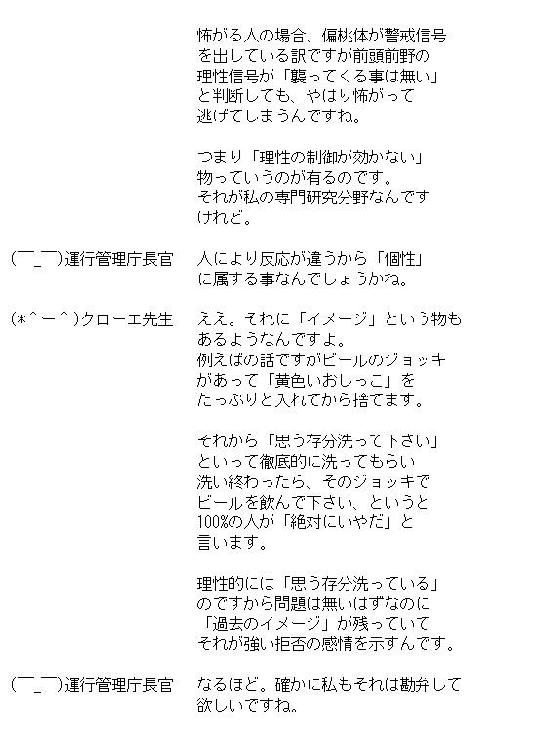 怖がる人の場合、偏桃体が警戒信号
を出している訳ですが前頭前野の
理性信号が「襲ってくる事は無い」
と判断しても、やはり怖がって
逃げてしまうんですね。
つまり「理性の制御が効かない」
物っていうのが有るのです。
それが私の専門研究分野なんです
けれど。
(￣_￣)運行管理庁長官 人により反応が違うから「個性」
に属する事なんでしょうかね。
(*＾ー＾)クローエ先生 ええ。それに「イメージ」という物も
あるようなんですよ。
例えばの話ですがビールのジョッキ
があって「黄色いおしっこ」を
たっぷりと入れてから捨てます。
それから「思う存分洗って下さい」
といって徹底的に洗ってもらい
洗い終わったら、そのジョッキで
ビールを飲んで下さい、というと
100%の人が「絶対にいやだ」と
言います。
理性的には「思う存分洗っている」
のですから問題は無いはずなのに
「過去のイメージ」が残っていて
それが強い拒否の感情を示すんです。
(￣_￣)運行管理庁長官 なるほど。確かに私もそれは勘弁して
欲しいですね。